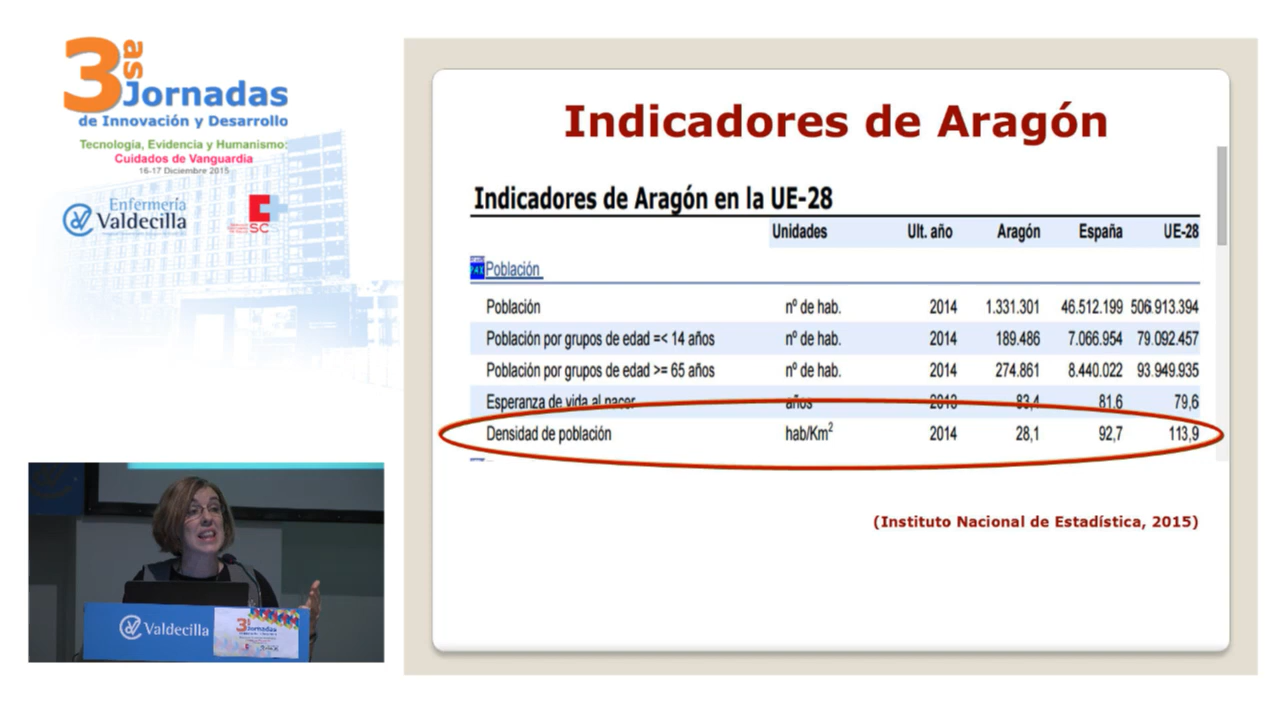 3as
Jornadas
de Innovación y Desarrollo
Tecnología, Evidencia y Humanismo:
Cuidados de Vanguardia
16-17 Diciembre 2015
Enfermería
Valdecilla
SC
Indicadores de Aragón
Indicadores de Aragón en la UE-28
Unidades Ult. año Aragón España UE-28
Población
Población nº de hab. 2014 1.331.301 46.512.199 506.913.394
Población por grupos de edad =< 14 años nº de hab. 2014 189.486 7.066.954 79.092.457
Población por grupos de edad >= 65 años nº de hab. 2014 274.861 8.440.022 93.949.935
Esperanza de vida al nacer años 2013 83,4 81,6 79,6
Densidad de población hab/Km² 2014 28,1 92,7 113,9
(Instituto Nacional de Estadística, 2015)
Valdecilla
3as
Jornadas